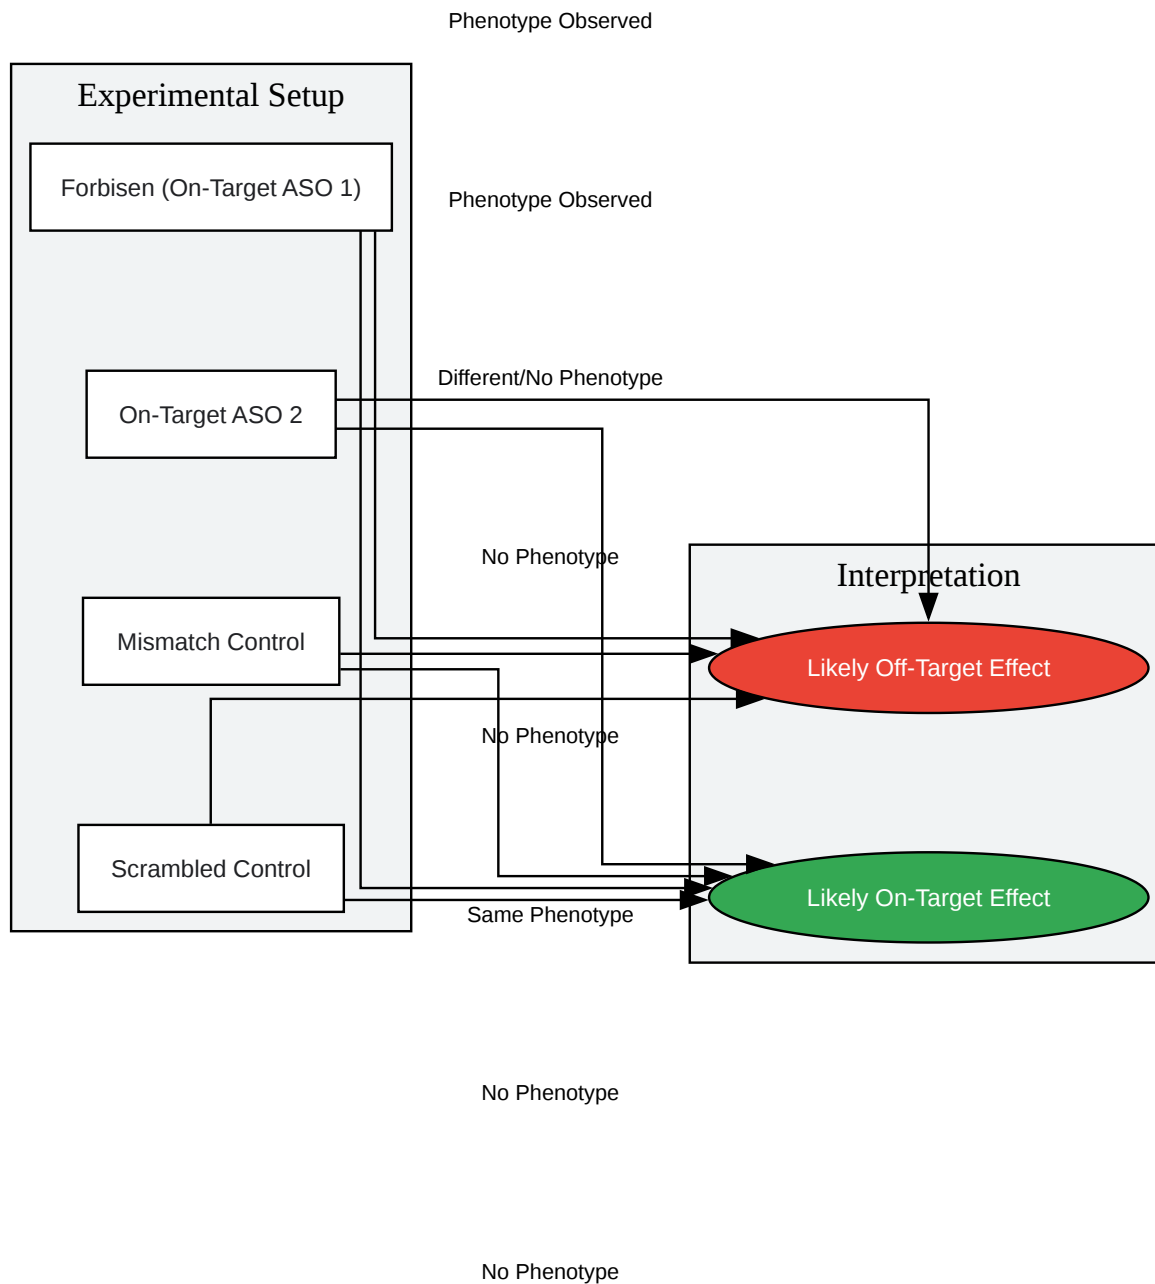 Phenotype Observed
Experimental Setup
Forbisen (On-Target ASO 1)
Phenotype Observed
Different/No Phenotype
On-Target ASO 2
No Phenotype
Interpretation
Mismatch Control
Likely Off-Target Effect
No Phenotype
Scrambled Control
Likely On-Target Effect
Same Phenotype
No Phenotype
No Phenotype